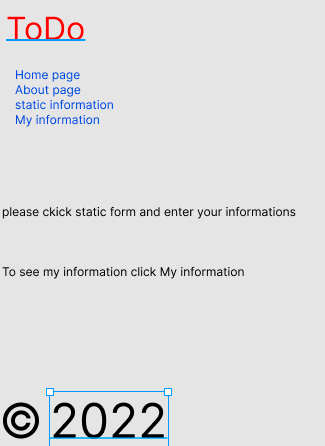 ToDo
Home page
About page
static information
My information
please ckick static form and enter your informations
To see my information click My information
© 2022